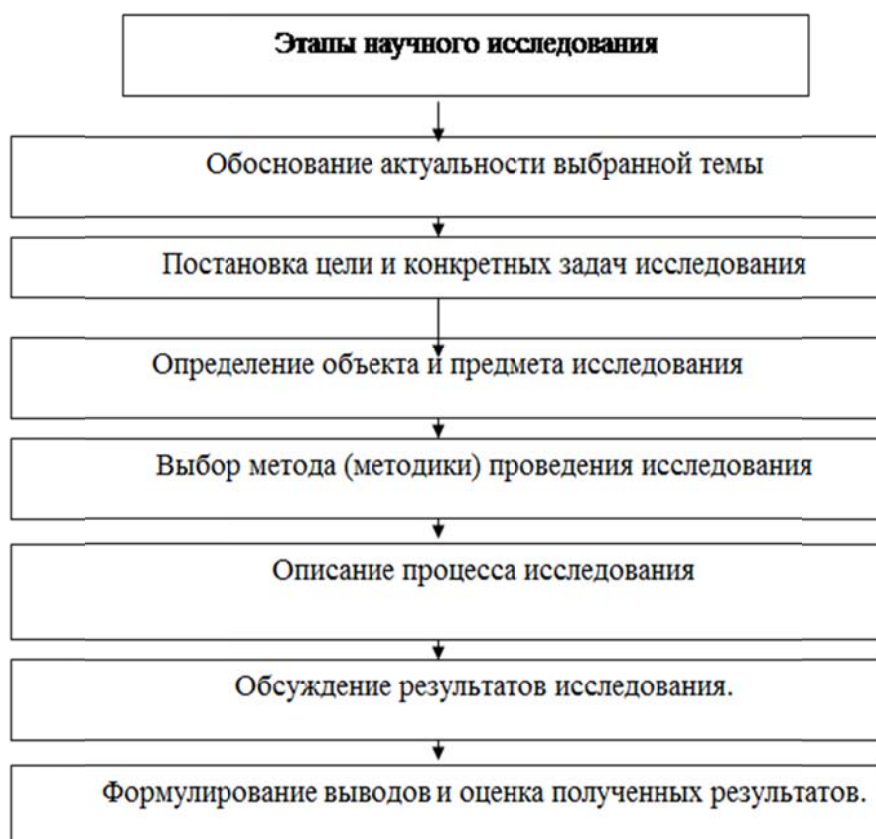 Этапы научного исследования
Обоснование актуальности выбранной темы
Постановка цели и конкретных задач исследования
Определение объекта и предмета исследования
Выбор метода (методики) проведения исследования
Описание процесса исследования
Обсуждение результатов исследования.
Формулирование выводов и оценка полученных результатов.